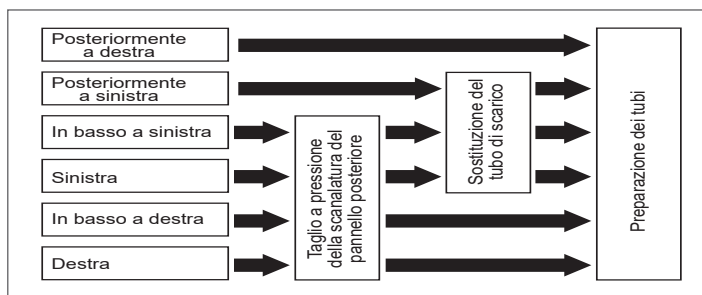 Posteriormente
a destra
Posteriormente
a sinistra
In basso a sinistra
Sinistra
In basso a destra
Destra
Taglio a pressione
della scanalatura del
pannello posteriore
Sostituzione del
tubo di scarico
Preparazione dei tubi